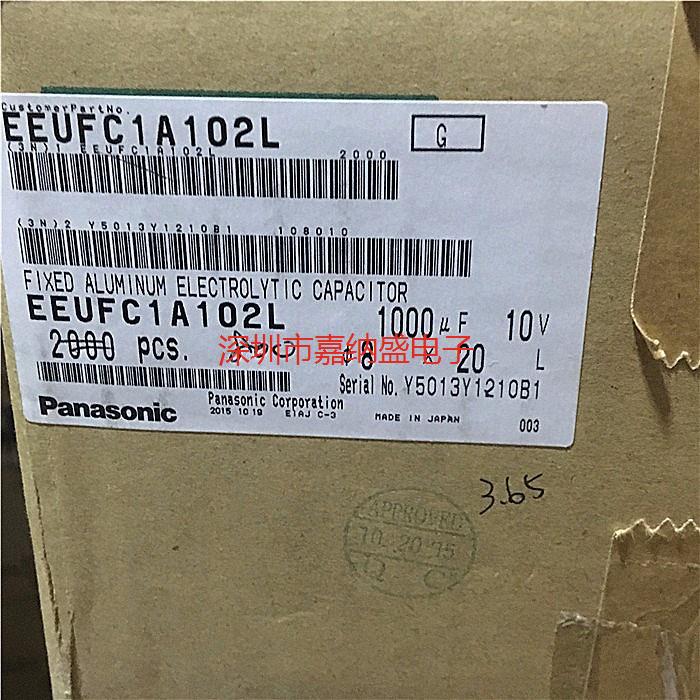 CustomerPartNo.
EEUFC1A102L
G
(3N)1 EEUFC1A102L 2000
(3N)2 Y5013Y1210B1 108010
FIXED ALUMINUM ELECTROLYTIC CAPACITOR
EEUFC1A102L 1000μF 10V
2000 pcs. φ8 x 20 L
深圳市嘉纳盛电子
Serial No. Y5013Y1210B1
Panasonic
Panasonic Corporation
2015 10 19 EIAJ C-3 MADE IN JAPAN 003
3.65
APPROVED
10.20.15
Q C